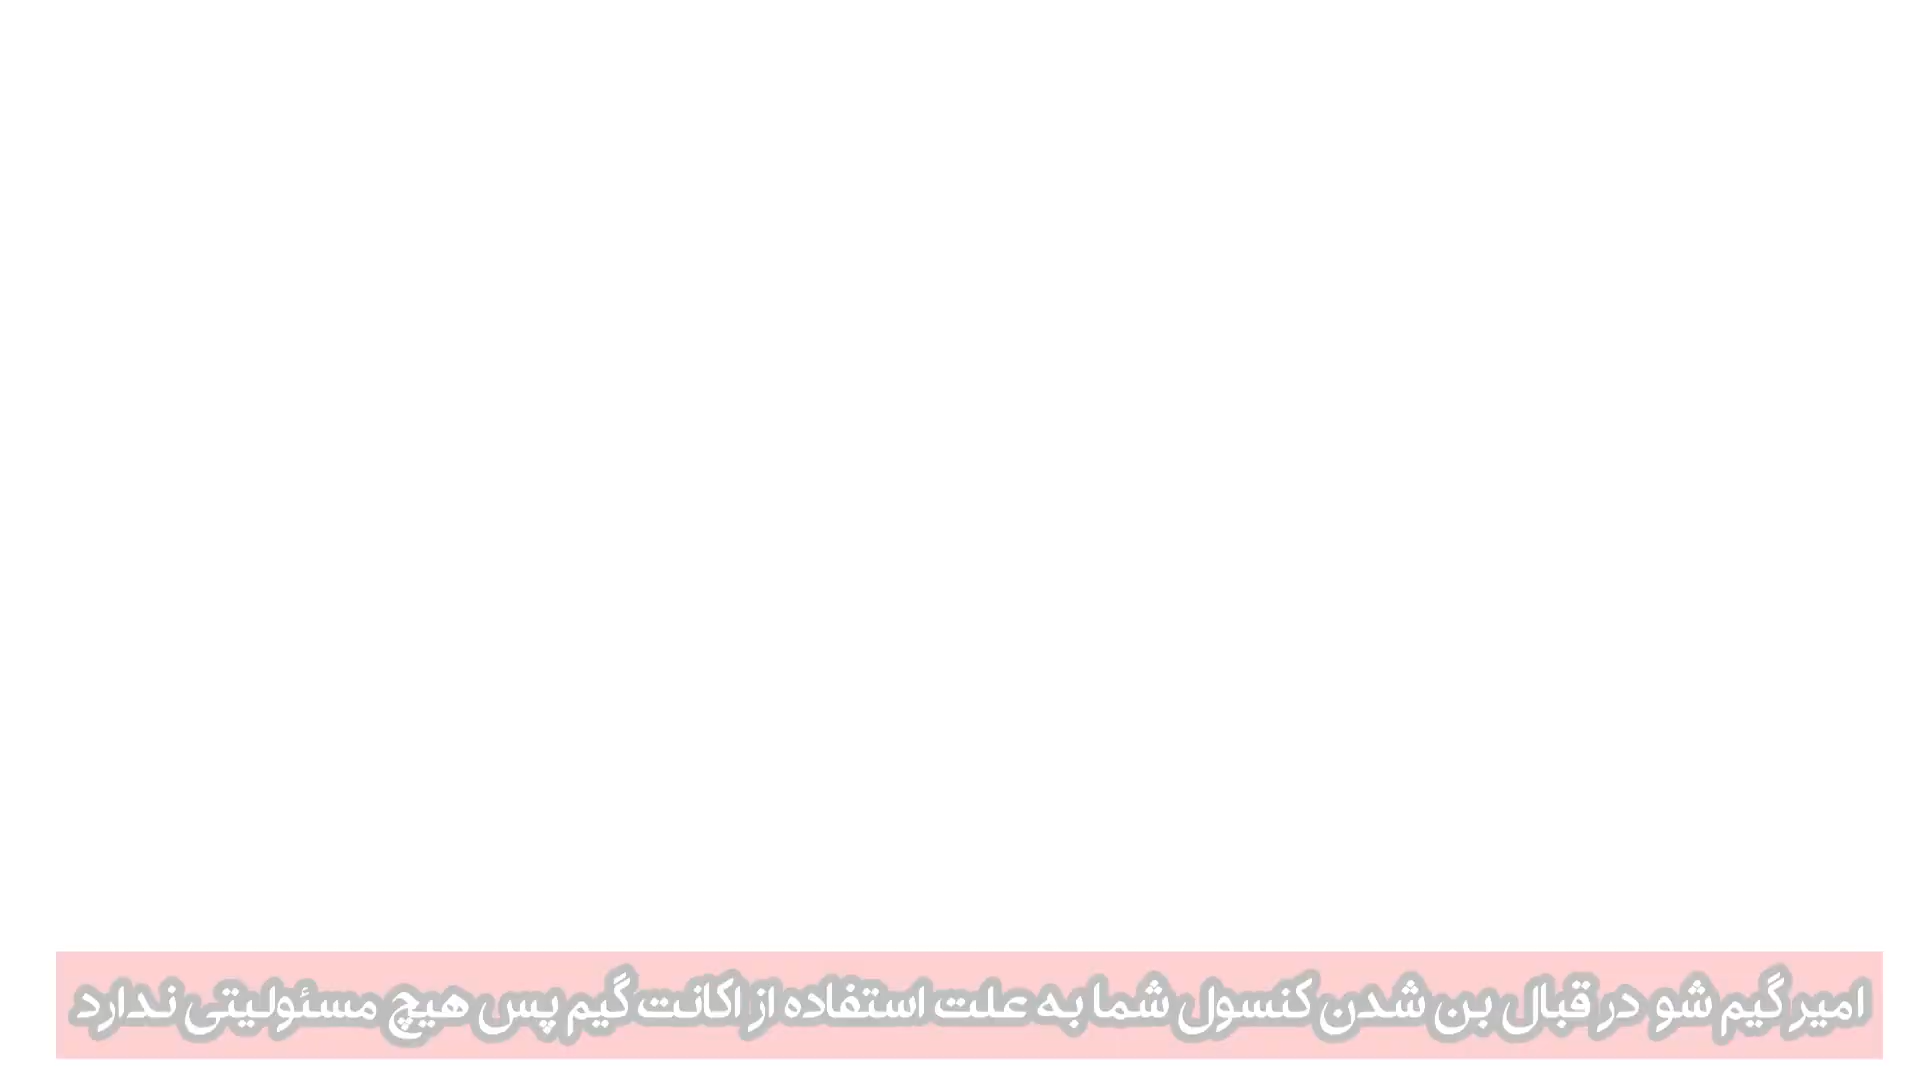 امیر گیم شو در قبال بن شدن کنسول شما به علت استفاده از اکانت گیم پس هیچ مسئولیتی ندارد